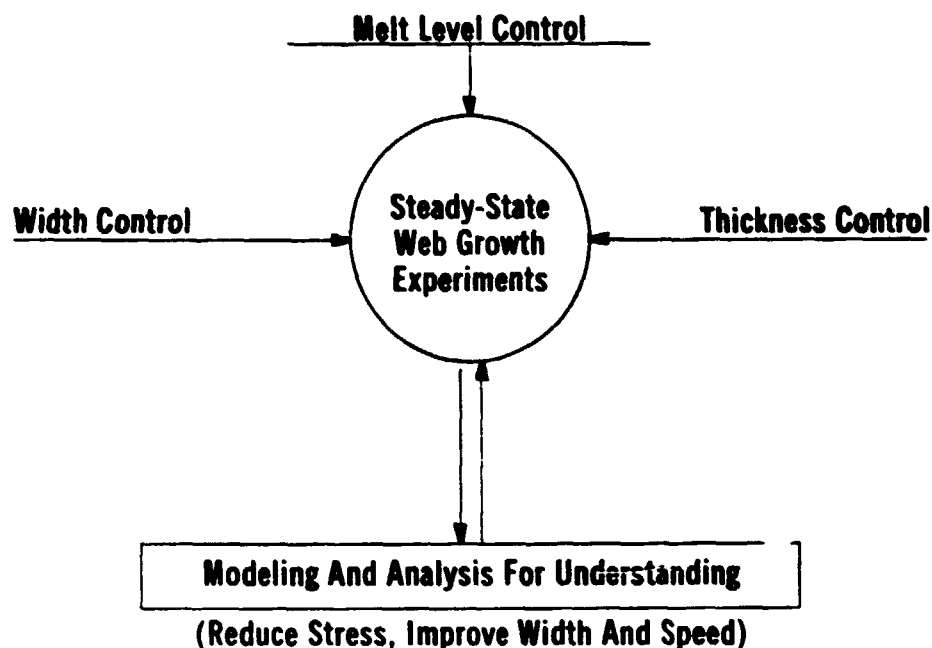 Melt Level Control
Width Control
Steady-State
Web Growth
Experiments
Thickness Control
Modeling And Analysis For Understanding
(Reduce Stress, Improve Width And Speed)